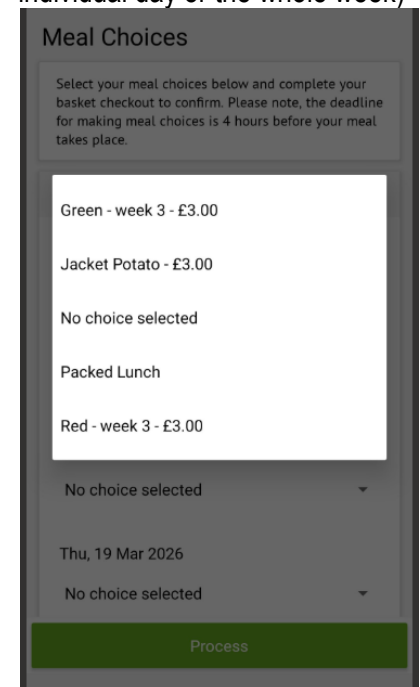 individual day or the whole week)
Meal Choices
Select your meal choices below and complete your
basket checkout to confirm. Please note, the deadline
for making meal choices is 4 hours before your meal
takes place.
Green - week 3 - £3.00
Jacket Potato - £3.00
No choice selected
Packed Lunch
Red - week 3 - £3.00
No choice selected
Thu, 19 Mar 2026
No choice selected
Process